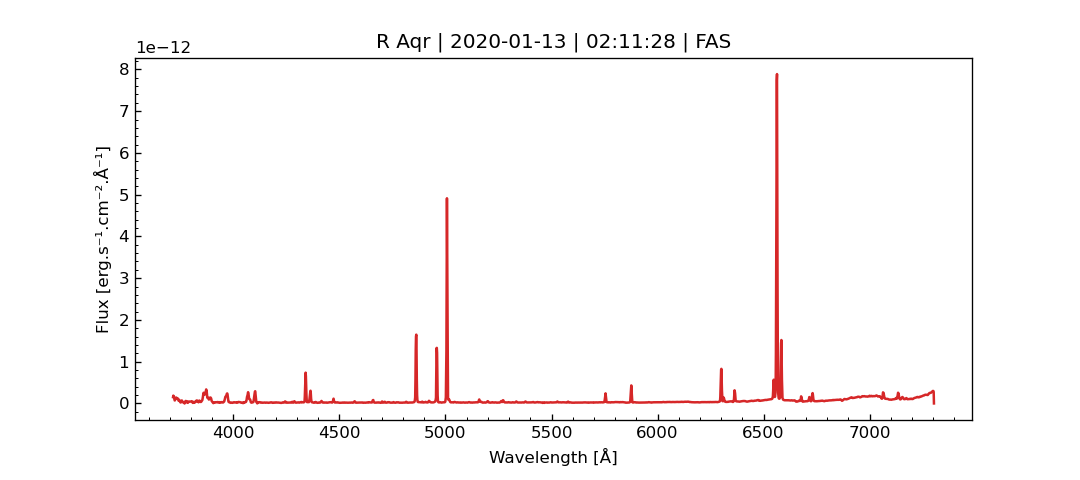 R Aqr | 2020-01-13 | 02:11:28 | FAS
1e−12
8
7
6
5
4
3
2
1
0
Flux [erg.s⁻¹.cm⁻².Å⁻¹]
4000 4500 5000 5500 6000 6500 7000
Wavelength [Å]